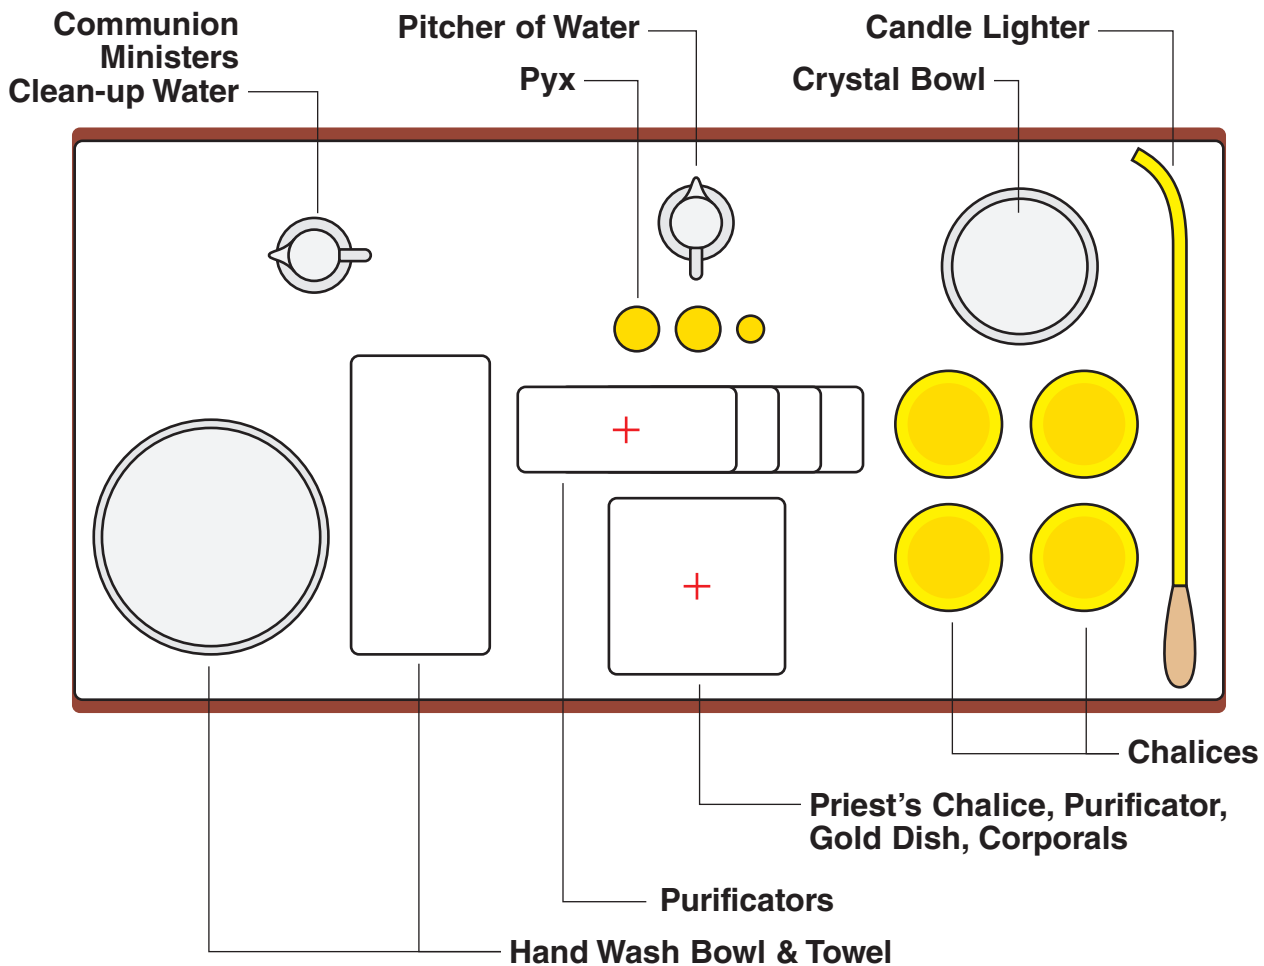 Communion
Ministers
Clean-up Water
Pitcher of Water
Pyx
Candle Lighter
Crystal Bowl
Chalices
Priest’s Chalice, Purificator,
Gold Dish, Corporals
Purificators
Hand Wash Bowl & Towel